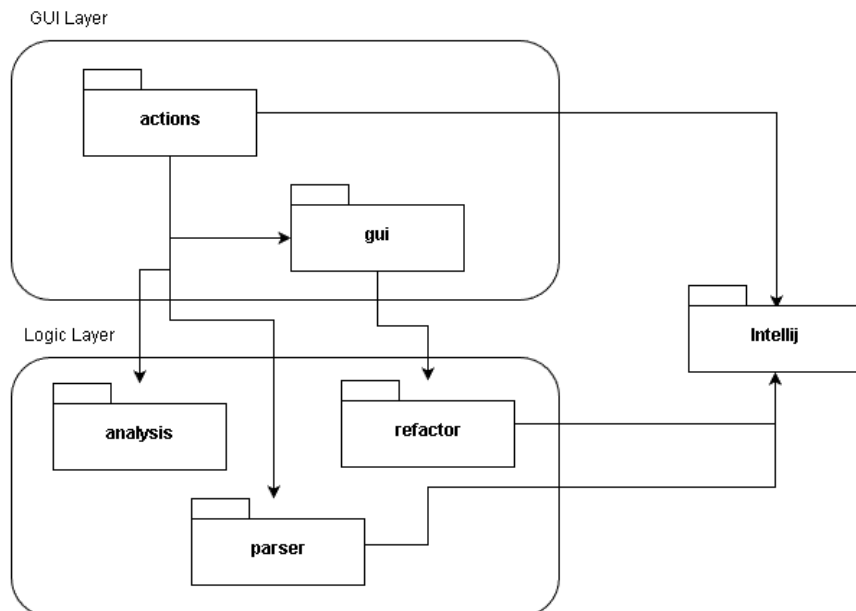 GUI Layer
actions
gui
Intellij
Logic Layer
analysis
refactor
parser